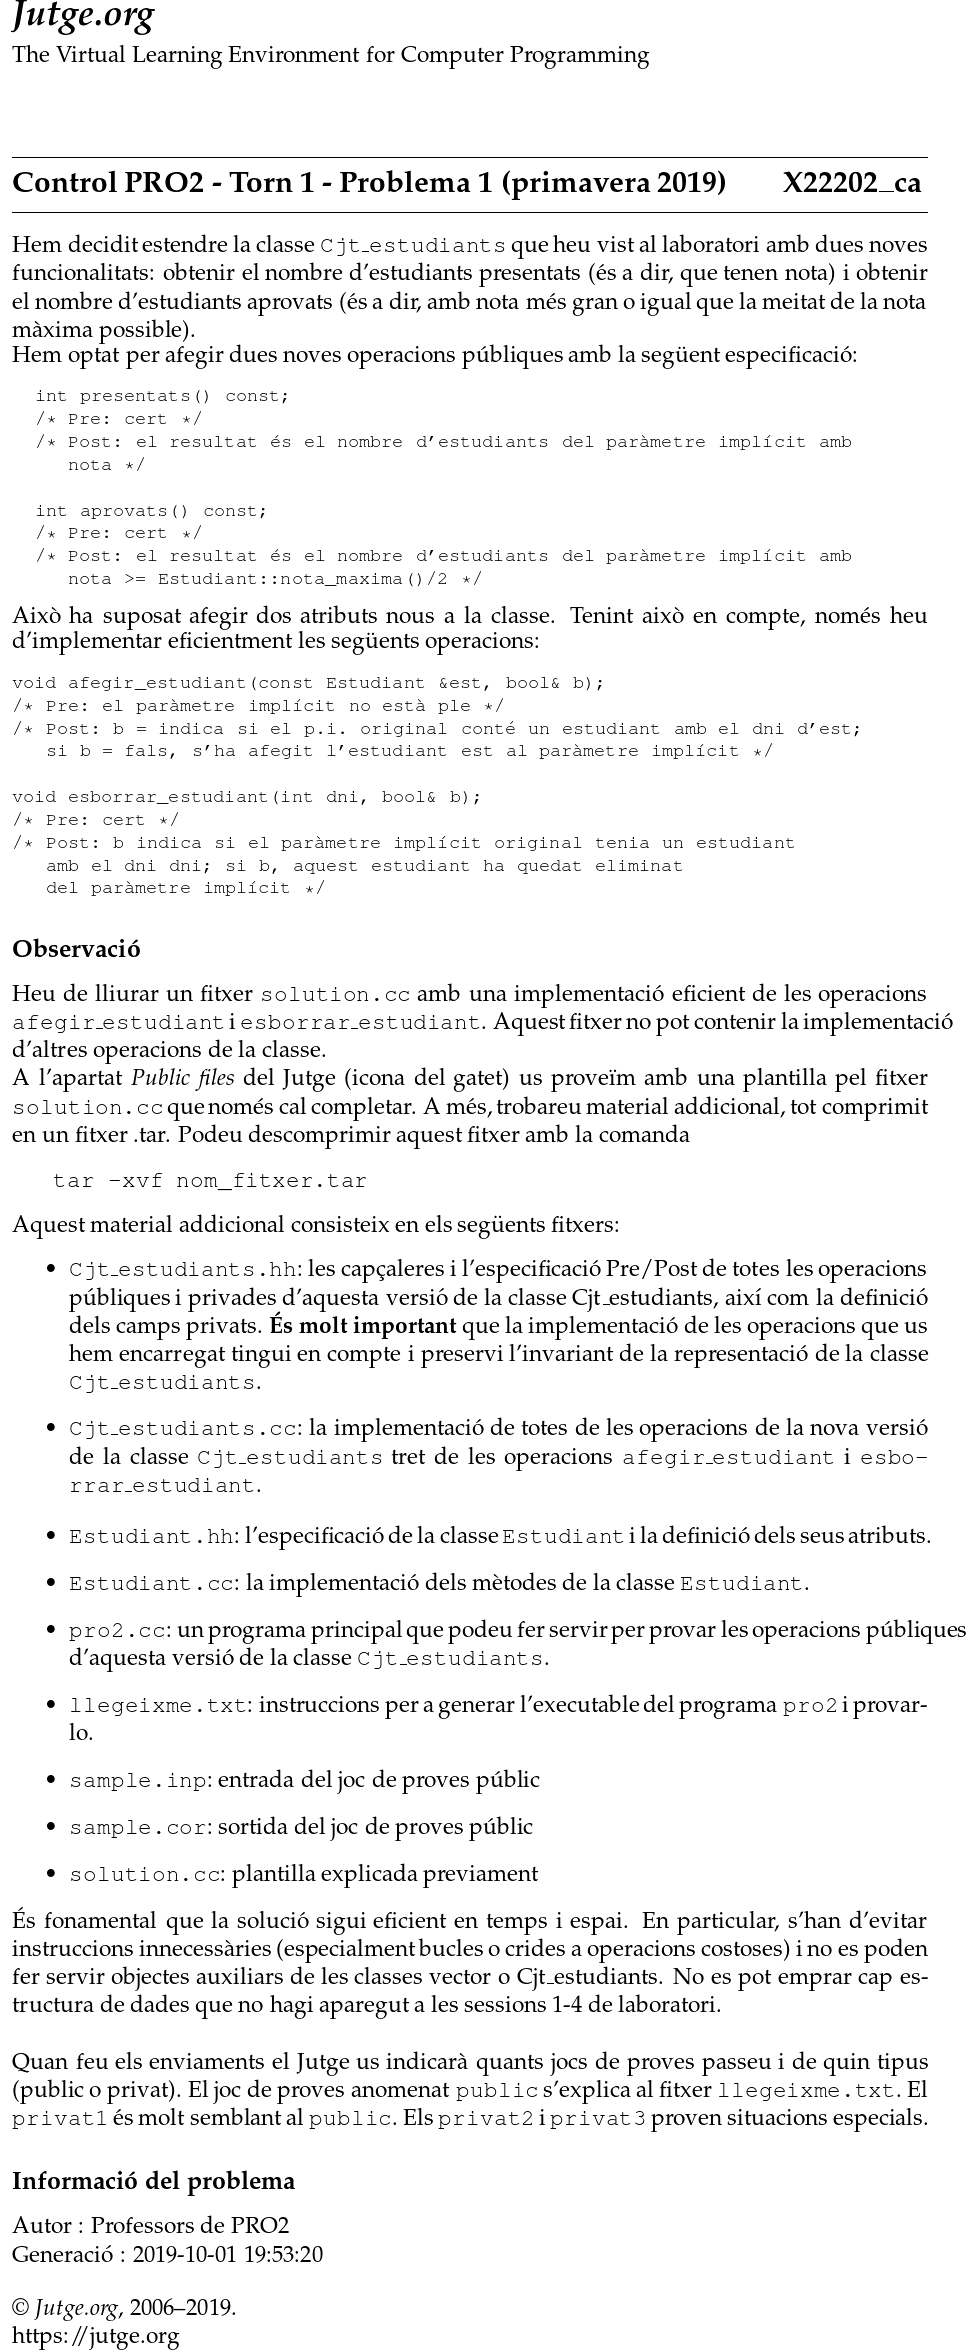 Jutge.org
The Virtual Learning Environment for Computer Programming
Control PRO2 - Torn 1 - Problema 1 (primavera 2019) X22202_ca
Hem decidit estendre la classe Cjt_estudiants que heu vist al laboratori amb dues noves
funcionalitats: obtenir el nombre d'estudiants presentats (és a dir, que tenen nota) i obtenir
el nombre d'estudiants aprovats (és a dir, amb nota més gran o igual que la meitat de la nota
màxima possible).
Hem optat per afegir dues noves operacions públiques amb la següent especificació:
int presentats() const;
/* Pre: cert */
/* Post: el resultat és el nombre d'estudiants del paràmetre implícit amb
nota */
int aprovats() const;
/* Pre: cert */
/* Post: el resultat és el nombre d'estudiants del paràmetre implícit amb
nota >= Estudiant::nota_maxima()/2 */
Això ha suposat afegir dos atributs nous a la classe. Tenint això en compte, només heu
d'implementar eficientment les següents operacions:
void afegir_estudiant(const Estudiant &est, bool& b);
/* Pre: el paràmetre implícit no està ple */
/* Post: b = indica si el p.i. original conté un estudiant amb el dni d'est;
si b = fals, s'ha afegit l'estudiant est al paràmetre implícit */
void esborrar_estudiant(int dni, bool& b);
/* Pre: cert */
/* Post: b indica si el paràmetre implícit original tenia un estudiant
amb el dni dni; si b, aquest estudiant ha quedat eliminat
del paràmetre implícit */
Observació
Heu de lliurar un fitxer solution.cc amb una implementació eficient de les operacions
afegir_estudiant i esborrar_estudiant. Aquest fitxer no pot contenir la implementació
d'altres operacions de la classe.
A l'apartat Public files del Jutge (icona del gatet) us proveïm amb una plantilla pel fitxer
solution.cc que només cal completar. A més, trobareu material addicional, tot comprimit
en un fitxer .tar. Podeu descomprimir aquest fitxer amb la comanda
tar -xvf nom_fitxer.tar
Aquest material addicional consisteix en els següents fitxers:
• Cjt_estudiants.hh: les capçaleres i l'especificació Pre/Post de totes les operacions
públiques i privades d'aquesta versió de la classe Cjt_estudiants, així com la definició
dels camps privats. És molt important que la implementació de les operacions que us
hem encarregat tingui en compte i preservi l'invariant de la representació de la classe
Cjt_estudiants.
• Cjt_estudiants.cc: la implementació de totes de les operacions de la nova versió
de la classe Cjt_estudiants tret de les operacions afegir_estudiant i esbo-
rrar_estudiant.
• Estudiant.hh: l'especificació de la classe Estudiant i la definició dels seus atributs.
• Estudiant.cc: la implementació dels mètodes de la classe Estudiant.
• pro2.cc: un programa principal que podeu fer servir per provar les operacions públiques
d'aquesta versió de la classe Cjt_estudiants.
• llegeixme.txt: instruccions per a generar l'executable del programa pro2 i provar-
lo.
• sample.inp: entrada del joc de proves públic
• sample.cor: sortida del joc de proves públic
• solution.cc: plantilla explicada previament
És fonamental que la solució sigui eficient en temps i espai. En particular, s'han d'evitar
instruccions innecessàries (especialment bucles o crides a operacions costoses) i no es poden
fer servir objectes auxiliars de les classes vector o Cjt_estudiants. No es pot emprar cap es-
tructura de dades que no hagi aparegut a les sessions 1-4 de laboratori.
Quan feu els enviaments el Jutge us indicarà quants jocs de proves passeu i de quin tipus
(public o privat). El joc de proves anomenat public s'explica al fitxer llegeixme.txt. El
privat1 és molt semblant al public. Els privat2 i privat3 proven situacions especials.
Informació del problema
Autor : Professors de PRO2
Generació : 2019-10-01 19:53:20
© Jutge.org, 2006–2019.
https://jutge.org